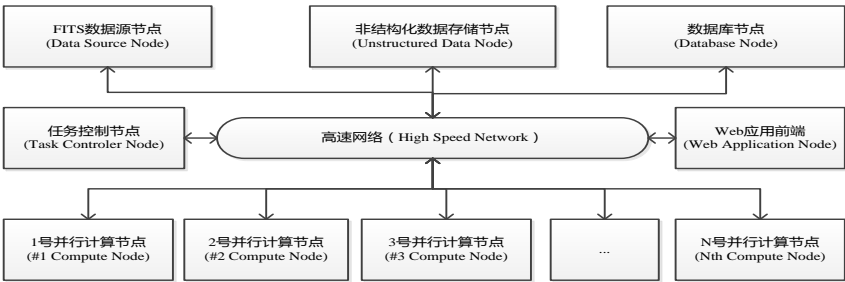 FITS数据源节点
(Data Source Node)
非结构化数据存储节点
(Unstructured Data Node)
数据库节点
(Database Node)
任务控制节点
(Task Controler Node)
高速网络（High Speed Network）
Web应用前端
(Web Application Node)
1号并行计算节点
(#1 Compute Node)
2号并行计算节点
(#2 Compute Node)
3号并行计算节点
(#3 Compute Node)
...
N号并行计算节点
(Nth Compute Node)